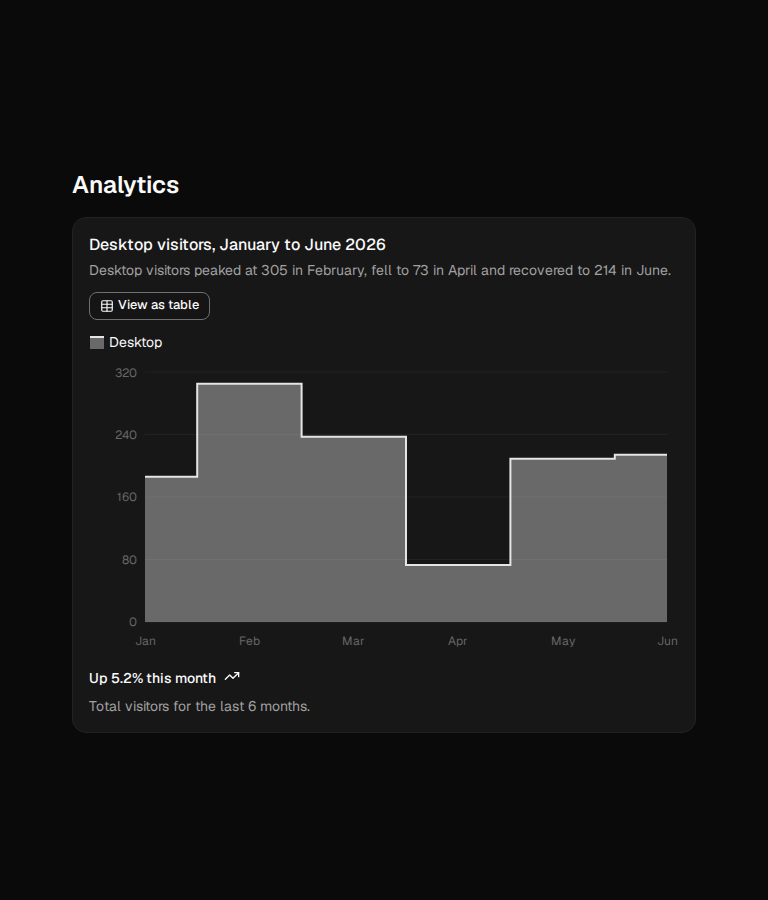 Analytics
Desktop visitors, January to June 2026
Desktop visitors peaked at 305 in February, fell to 73 in April and recovered to 214 in June.
View as table
Desktop
320
240
160
80
0
Jan Feb Mar Apr May Jun
Up 5.2% this month
Total visitors for the last 6 months.